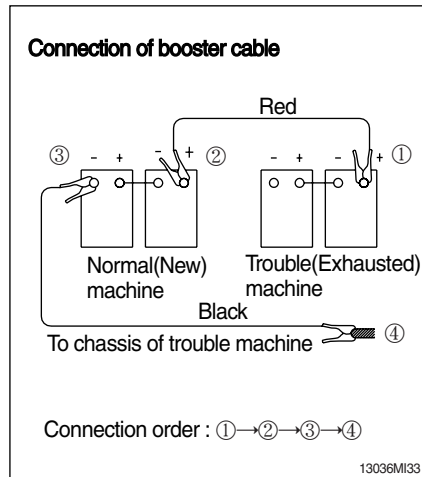 Connection of booster cable
Red
③ - + - + ② - + - + ①
Normal(New) Trouble(Exhausted)
machine machine
Black
To chassis of trouble machine ④
Connection order : ①→②→③→④
13036MI33